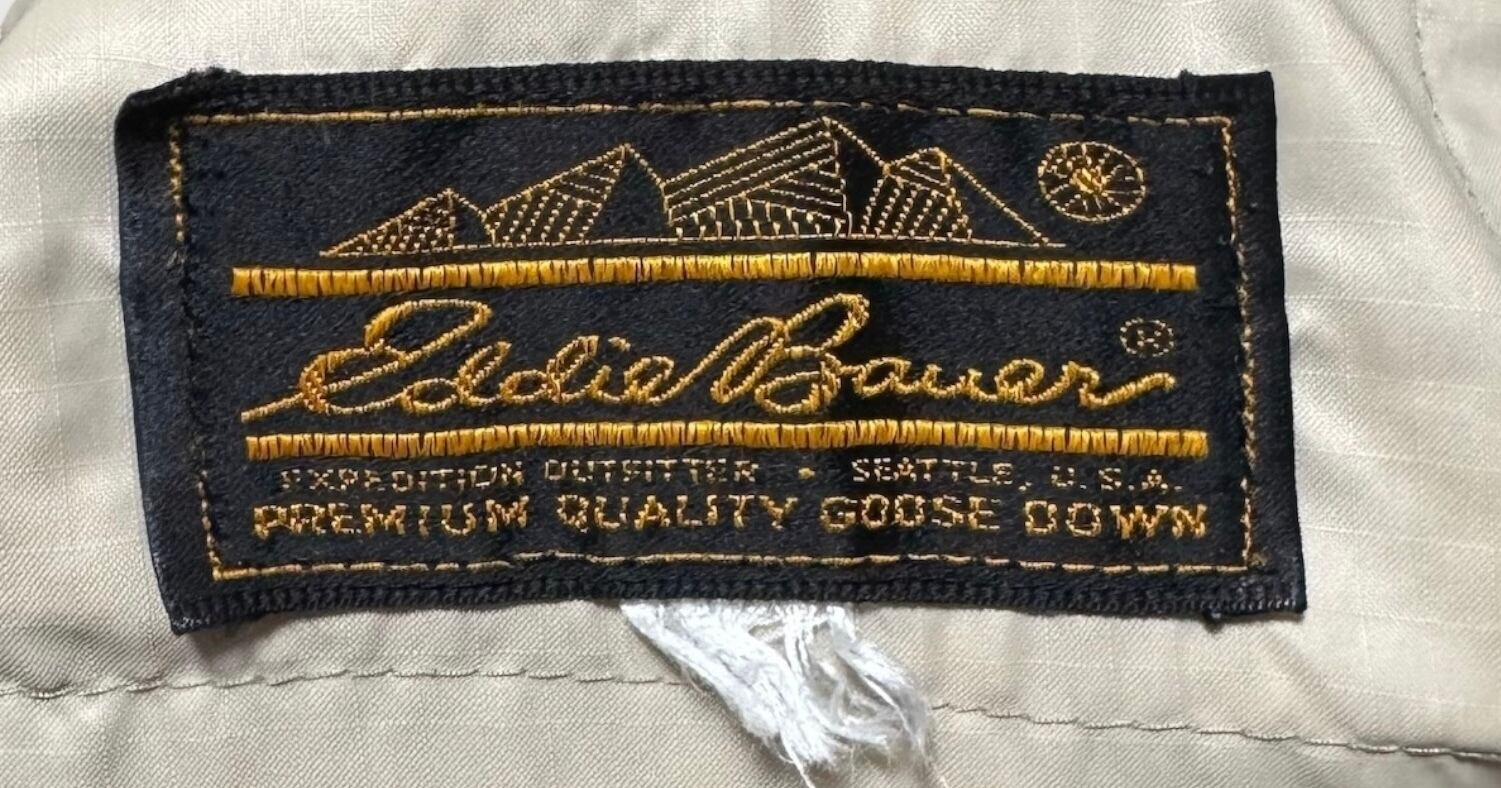 Eddie Bauer ®
EXPEDITION OUTFITTER • SEATTLE, U.S.A.
PREMIUM QUALITY GOOSE DOWN